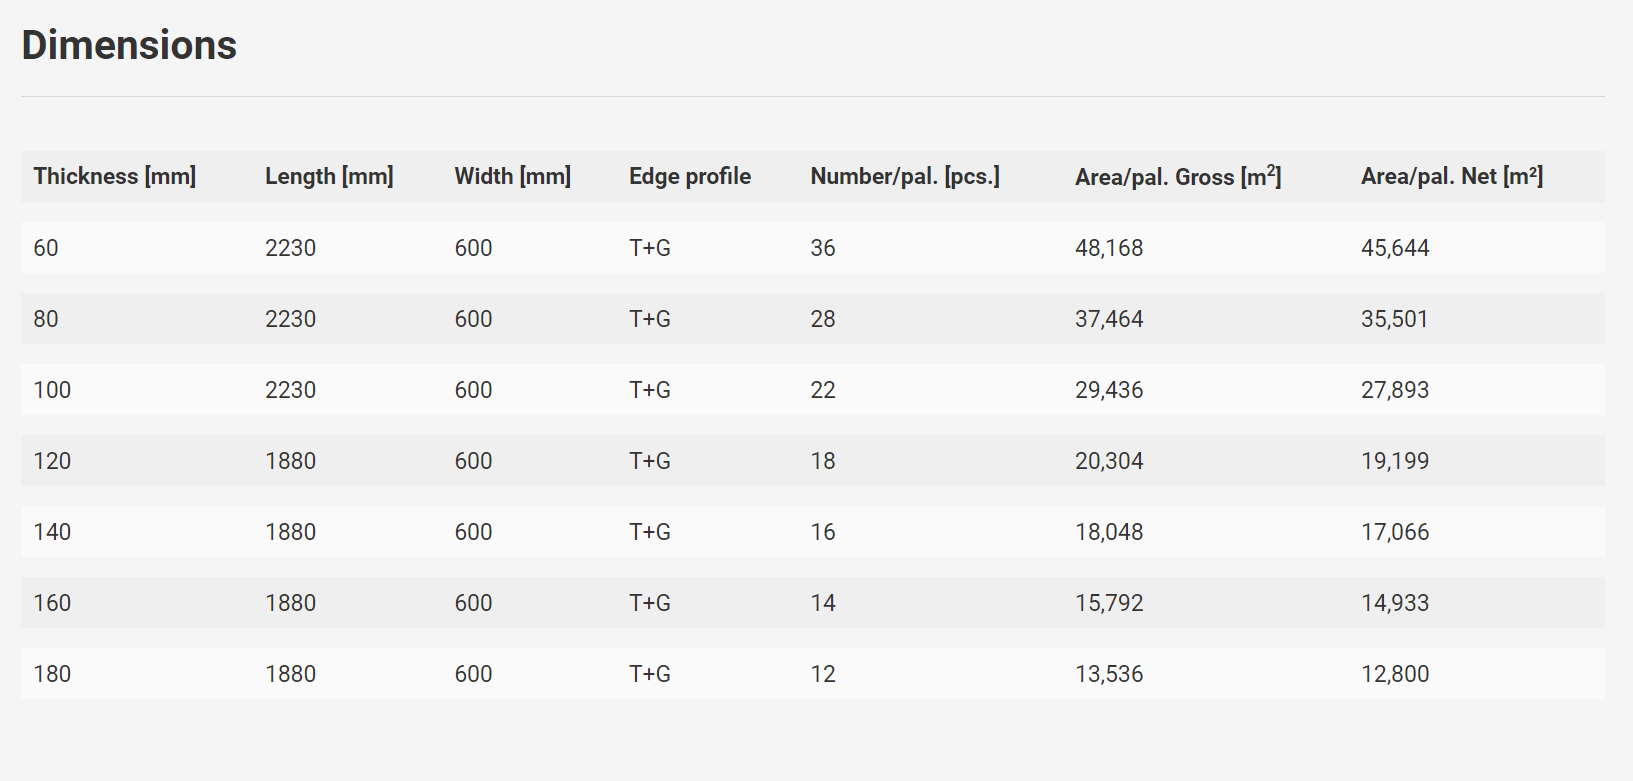 Dimensions
Thickness [mm] Length [mm] Width [mm] Edge profile Number/pal. [pcs.] Area/pal. Gross [m²] Area/pal. Net [m²]
60 2230 600 T+G 36 48,168 45,644
80 2230 600 T+G 28 37,464 35,501
100 2230 600 T+G 22 29,436 27,893
120 1880 600 T+G 18 20,304 19,199
140 1880 600 T+G 16 18,048 17,066
160 1880 600 T+G 14 15,792 14,933
180 1880 600 T+G 12 13,536 12,800